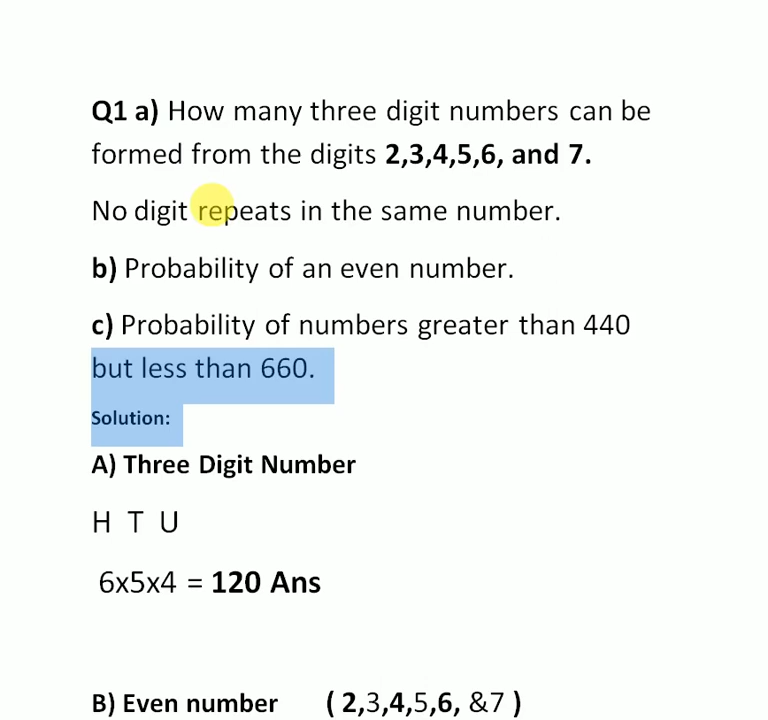 Q1 a) How many three digit numbers can be
formed from the digits 2,3,4,5,6, and 7.
No digit repeats in the same number.
b) Probability of an even number.
c) Probability of numbers greater than 440
but less than 660.
Solution:
A) Three Digit Number
H T U
6x5x4 = 120 Ans
B) Even number ( 2,3,4,5,6, &7 )